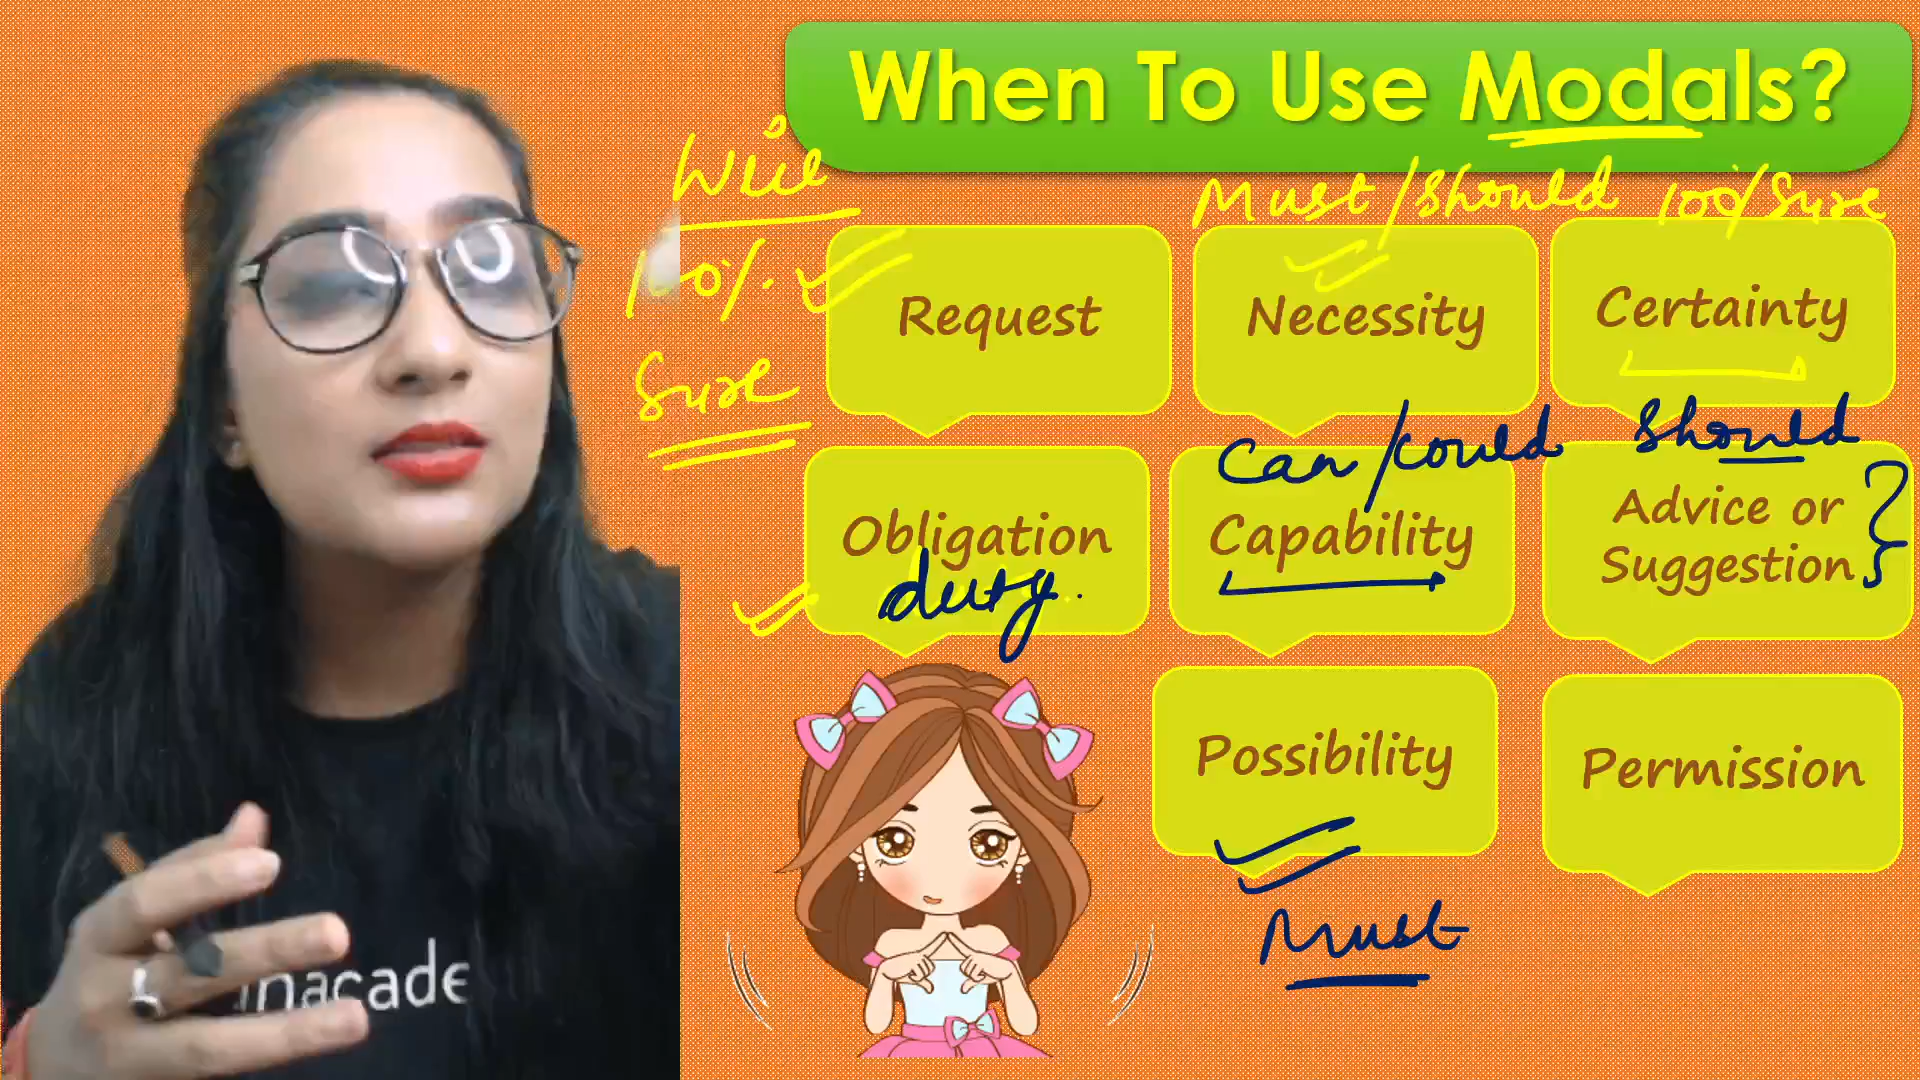 When To Use Modals?
Will
100%.
Sure
Must/Should
100% Sure
Request
Necessity
Certainty
Can/Could
Should
Obligation
duty.
Capability
Advice or
Suggestion
Possibility
Permission
Must
unacade